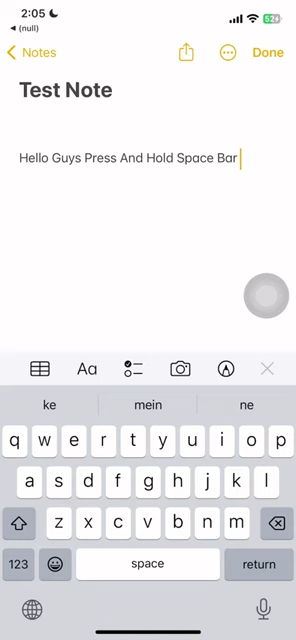 2:05
52
◀ (null)
Notes
Done
Test Note
Hello Guys Press And Hold Space Bar
Aa
ke mein ne
q w e r t y u i o p
a s d f g h j k l
z x c v b n m
123 space return